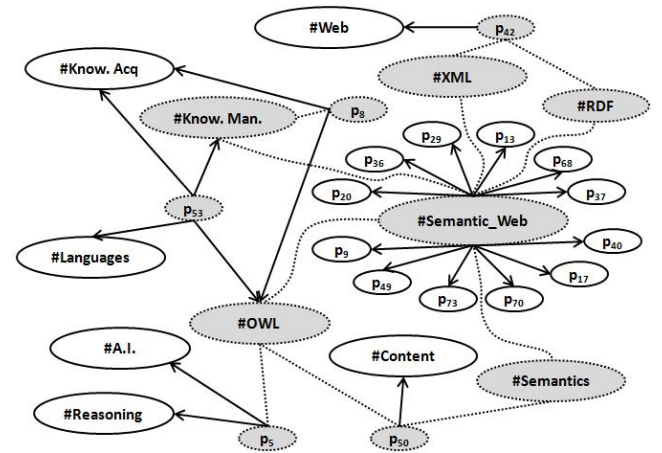 #Web
p42
#Know. Acq
#XML
#Know. Man.
p8
#RDF
p29
p13
p36
p68
p20
p37
p53
#Semantic_Web
p9
p40
#Languages
p49
p17
p73
p70
#OWL
#A.I.
#Content
#Semantics
#Reasoning
p5
p50